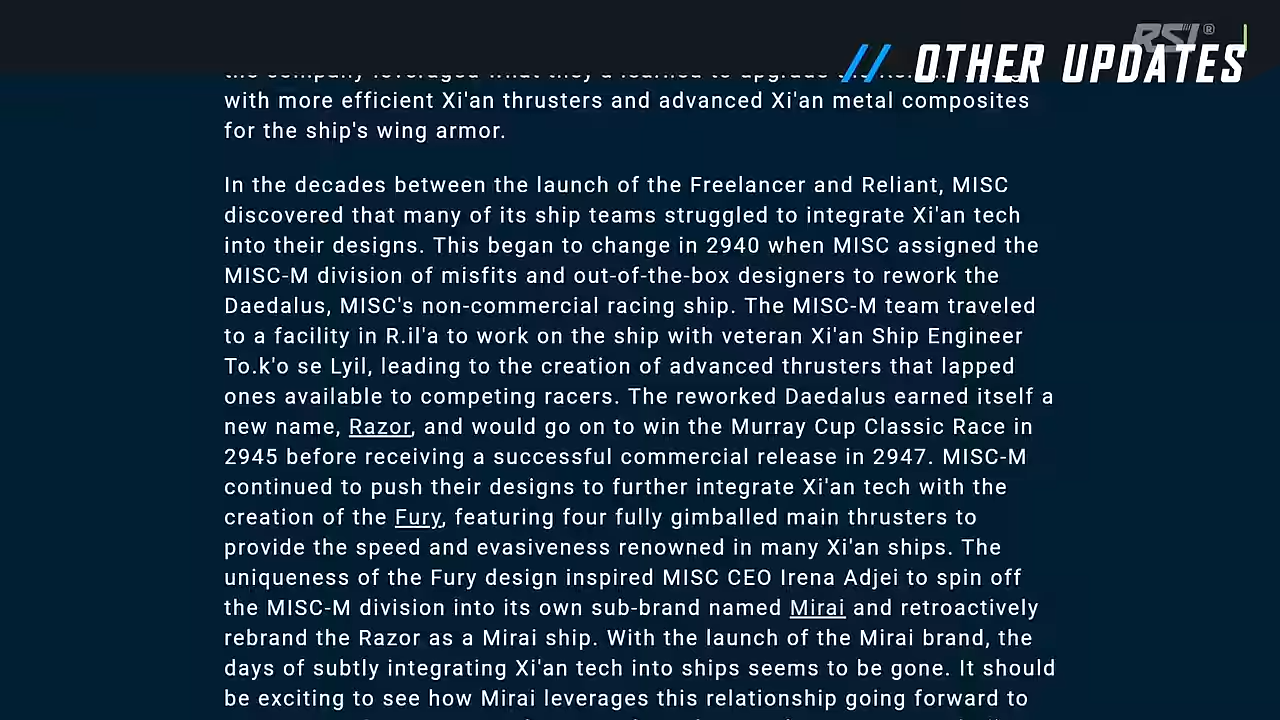 RSI®
// OTHER UPDATES
the company leveraged what they'd learned to upgrade
with more efficient Xi'an thrusters and advanced Xi'an metal composites
for the ship's wing armor.
In the decades between the launch of the Freelancer and Reliant, MISC
discovered that many of its ship teams struggled to integrate Xi'an tech
into their designs. This began to change in 2940 when MISC assigned the
MISC-M division of misfits and out-of-the-box designers to rework the
Daedalus, MISC's non-commercial racing ship. The MISC-M team traveled
to a facility in R.il'a to work on the ship with veteran Xi'an Ship Engineer
To.k'o se Lyil, leading to the creation of advanced thrusters that lapped
ones available to competing racers. The reworked Daedalus earned itself a
new name, Razor, and would go on to win the Murray Cup Classic Race in
2945 before receiving a successful commercial release in 2947. MISC-M
continued to push their designs to further integrate Xi'an tech with the
creation of the Fury, featuring four fully gimballed main thrusters to
provide the speed and evasiveness renowned in many Xi'an ships. The
uniqueness of the Fury design inspired MISC CEO Irena Adjei to spin off
the MISC-M division into its own sub-brand named Mirai and retroactively
rebrand the Razor as a Mirai ship. With the launch of the Mirai brand, the
days of subtly integrating Xi'an tech into ships seems to be gone. It should
be exciting to see how Mirai leverages this relationship going forward to